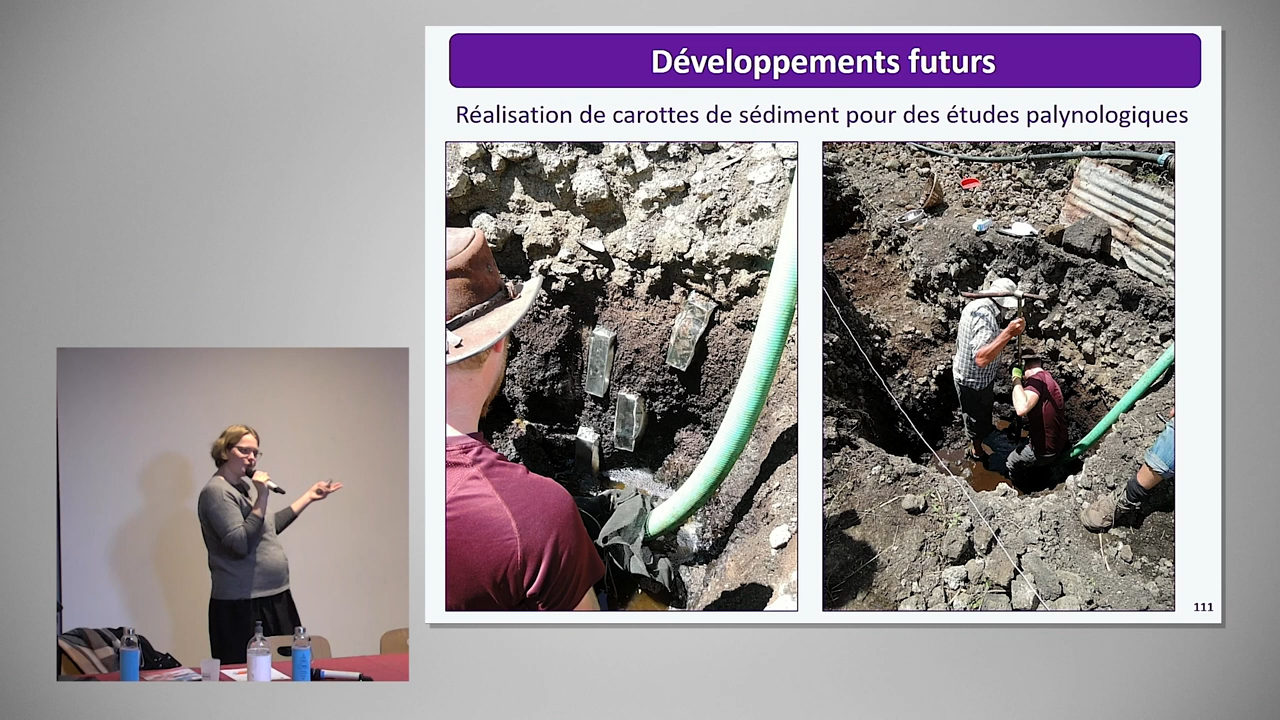 Développements futurs
Réalisation de carottes de sédiment pour des études palynologiques
111